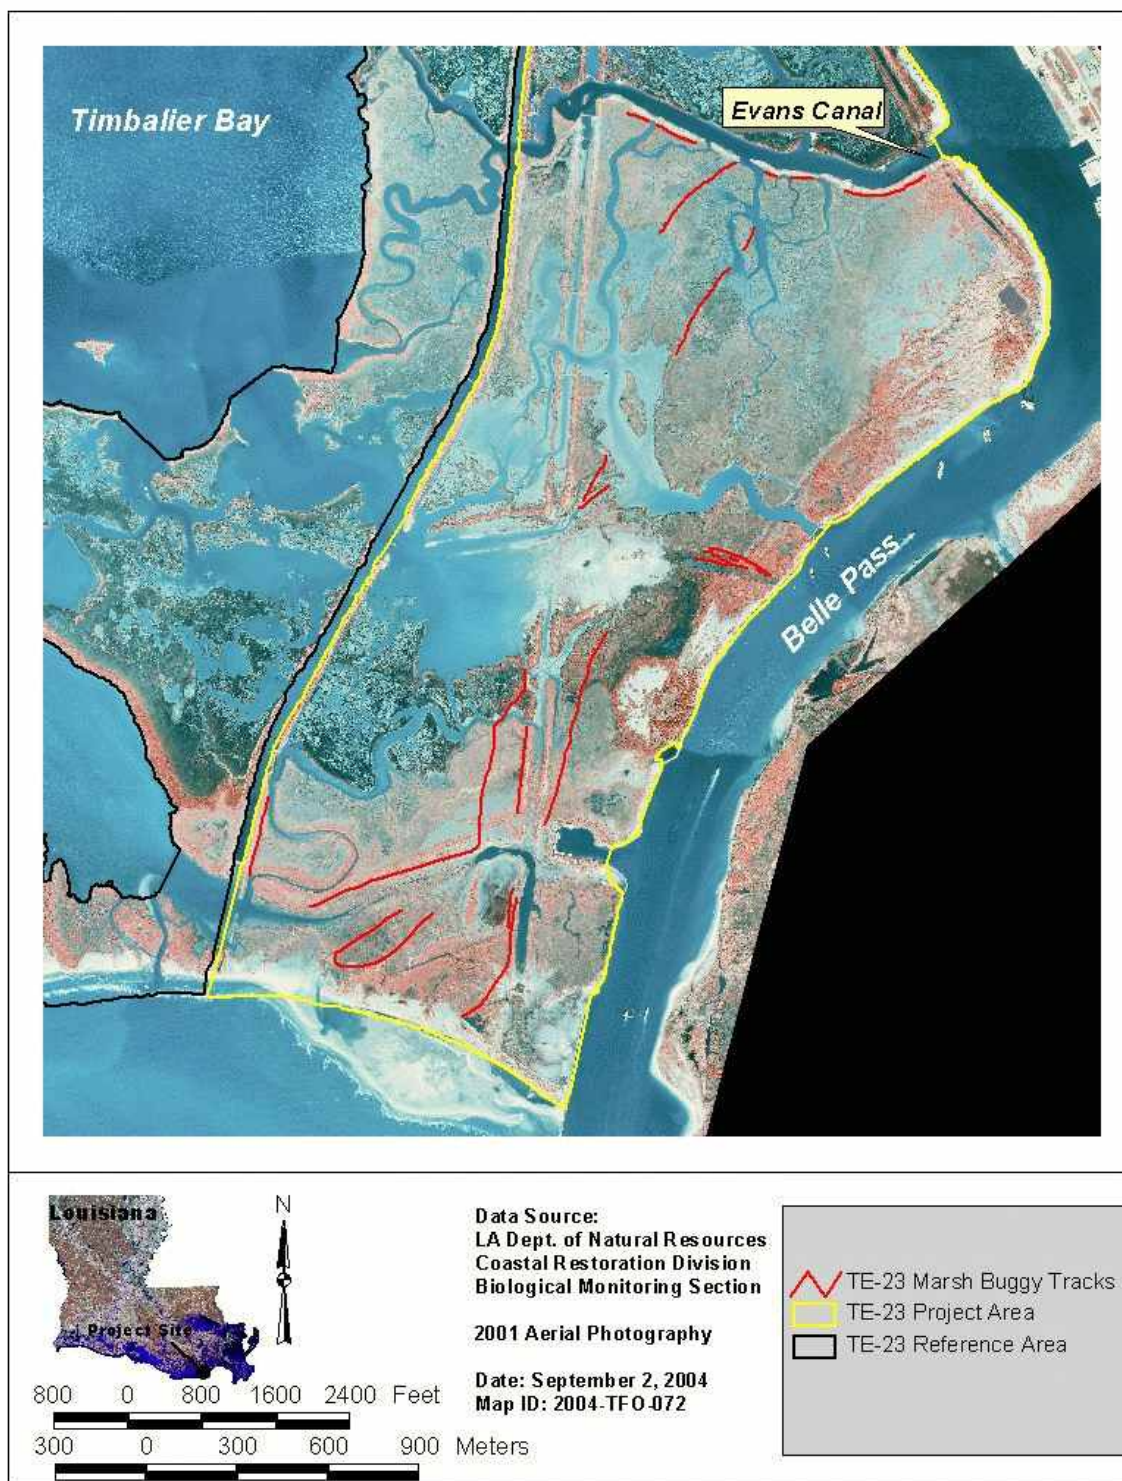 Timbalier Bay
Evans Canal
Belle Pass
Louisiana
Project Site
N
800 0 800 1600 2400 Feet
300 0 300 600 900 Meters
Data Source:
LA Dept. of Natural Resources
Coastal Restoration Division
Biological Monitoring Section
2001 Aerial Photography
Date: September 2, 2004
Map ID: 2004-TFO-072
TE-23 Marsh Buggy Tracks
TE-23 Project Area
TE-23 Reference Area